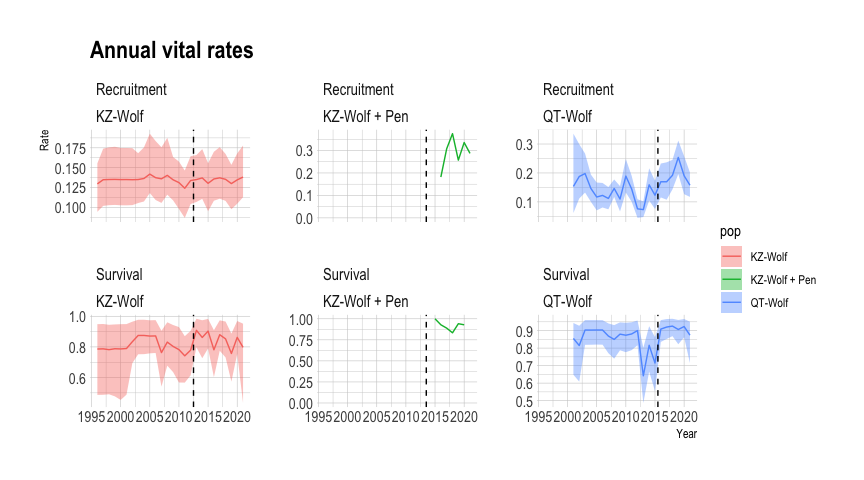 Annual vital rates
Recruitment
KZ-Wolf
Recruitment
KZ-Wolf + Pen
Recruitment
QT-Wolf
Rate
0.175
0.150
0.125
0.100
0.3
0.2
0.1
0.0
0.3
0.2
0.1
pop
KZ-Wolf
KZ-Wolf + Pen
QT-Wolf
Survival
KZ-Wolf
Survival
KZ-Wolf + Pen
Survival
QT-Wolf
1.0
0.8
0.6
1.00
0.75
0.50
0.25
0.00
0.9
0.8
0.7
0.6
0.5
1995 2000 2005 2010 2015 2020
1995 2000 2005 2010 2015 2020
1995 2000 2005 2010 2015 2020
Year